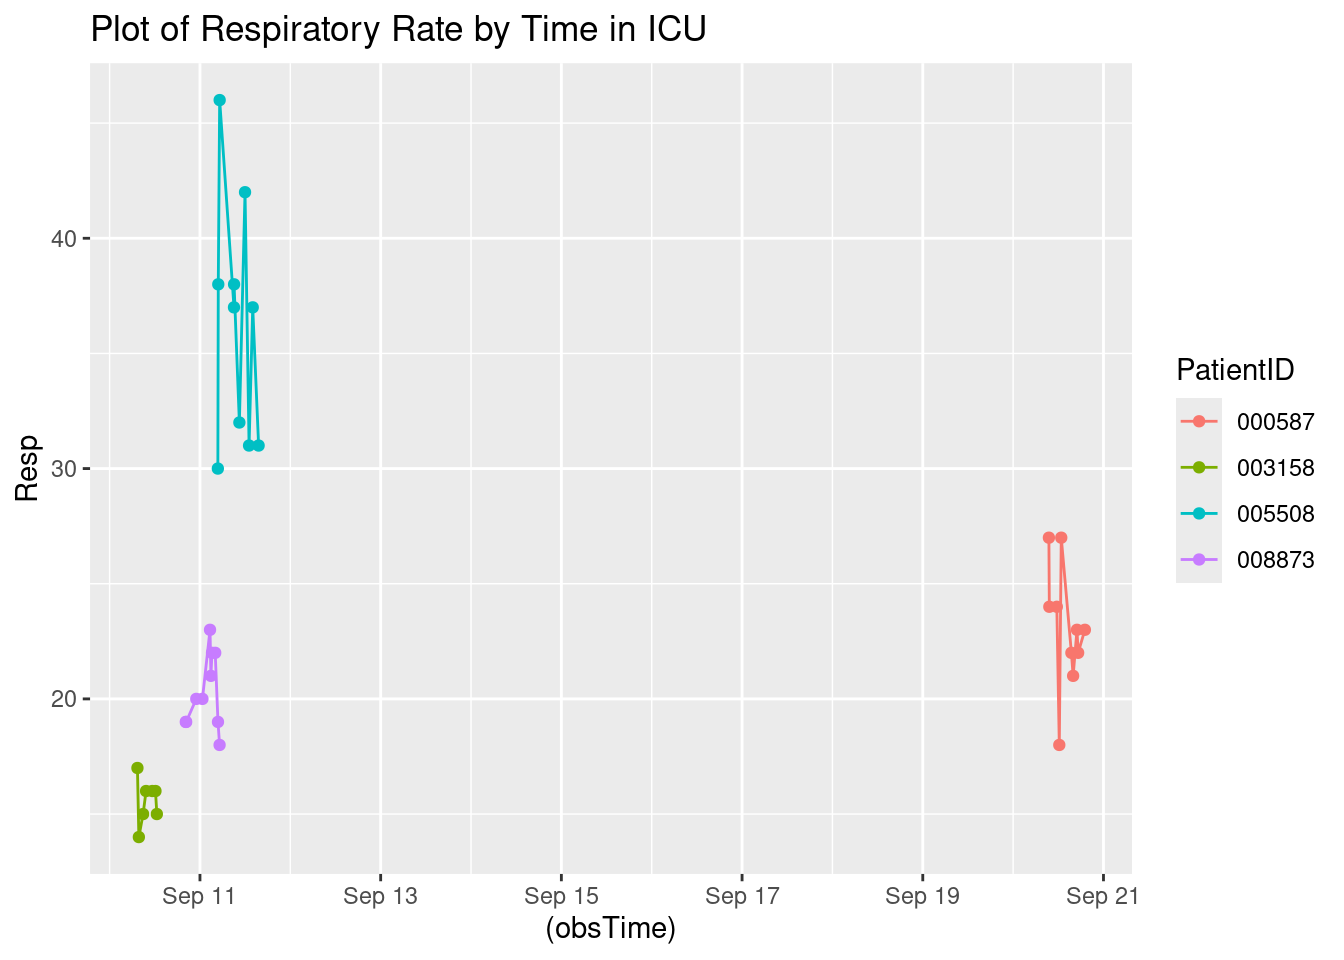 Plot of Respiratory Rate by Time in ICU
Resp
40
30
20
Sep 11
Sep 13
Sep 15
Sep 17
Sep 19
Sep 21
(obsTime)
PatientID
000587
003158
005508
008873